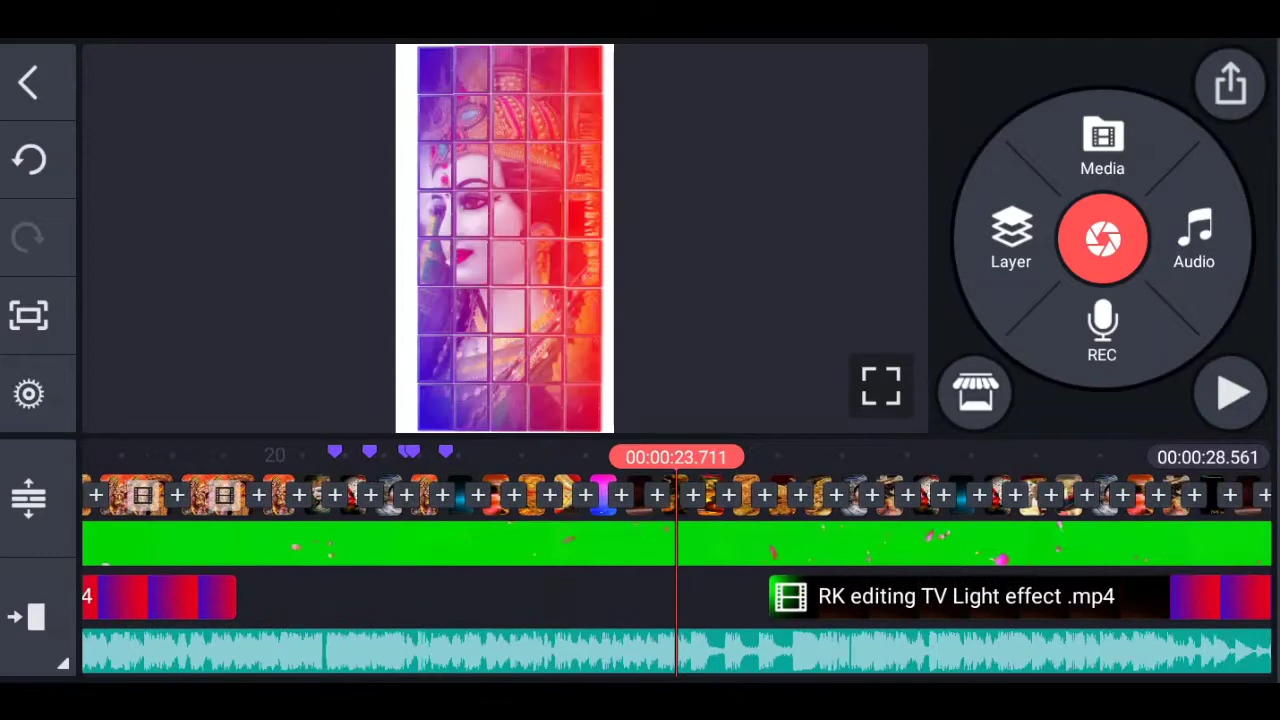 Media
Layer
Audio
REC
20
00:00:23.711
00:00:28.561
4
RK editing TV Light effect .mp4